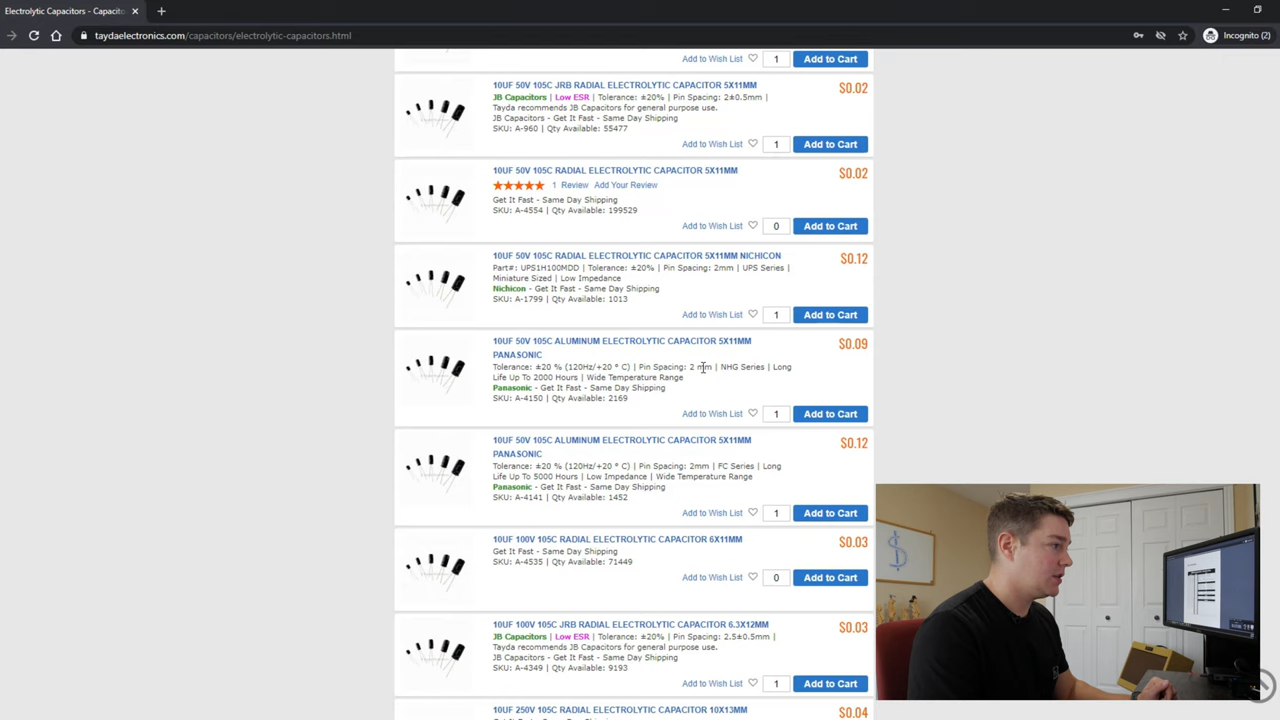 Electrolytic Capacitors - Capacito
Incognito (2)
taydaelectronics.com/capacitors/electrolytic-capacitors.html
Add to Wish List 1 Add to Cart
10UF 50V 105C JRB RADIAL ELECTROLYTIC CAPACITOR 5X11MM $0.02
JB Capacitors | Low ESR | Tolerance: ±20% | Pin Spacing: 2±0.5mm |
Tayda recommends JB Capacitors for general purpose use.
JB Capacitors - Get It Fast - Same Day Shipping
SKU: A-960 | Qty Available: 55477
Add to Wish List 1 Add to Cart
10UF 50V 105C RADIAL ELECTROLYTIC CAPACITOR 5X11MM $0.02
1 Review Add Your Review
Get It Fast - Same Day Shipping
SKU: A-4554 | Qty Available: 199529
Add to Wish List 0 Add to Cart
10UF 50V 105C RADIAL ELECTROLYTIC CAPACITOR 5X11MM NICHICON $0.12
Part#: UPS1H100MDD | Tolerance: ±20% | Pin Spacing: 2mm | UPS Series |
Miniature Sized | Low Impedance
Nichicon - Get It Fast - Same Day Shipping
SKU: A-1799 | Qty Available: 1013
Add to Wish List 1 Add to Cart
10UF 50V 105C ALUMINUM ELECTROLYTIC CAPACITOR 5X11MM $0.09
PANASONIC
Tolerance: ±20 % (120Hz/+20 ° C) | Pin Spacing: 2 mm | NHG Series | Long
Life Up To 2000 Hours | Wide Temperature Range
Panasonic - Get It Fast - Same Day Shipping
SKU: A-4150 | Qty Available: 2169
Add to Wish List 1 Add to Cart
10UF 50V 105C ALUMINUM ELECTROLYTIC CAPACITOR 5X11MM $0.12
PANASONIC
Tolerance: ±20 % (120Hz/+20 ° C) | Pin Spacing: 2mm | FC Series | Long
Life Up To 5000 Hours | Low Impedance | Wide Temperature Range
Panasonic - Get It Fast - Same Day Shipping
SKU: A-4141 | Qty Available: 1452
Add to Wish List 1 Add to Cart
10UF 100V 105C RADIAL ELECTROLYTIC CAPACITOR 6X11MM $0.03
Get It Fast - Same Day Shipping
SKU: A-4535 | Qty Available: 71449
Add to Wish List 0 Add to Cart
10UF 100V 105C JRB RADIAL ELECTROLYTIC CAPACITOR 6.3X12MM $0.03
JB Capacitors | Low ESR | Tolerance: ±20% | Pin Spacing: 2.5±0.5mm |
Tayda recommends JB Capacitors for general purpose use.
JB Capacitors - Get It Fast - Same Day Shipping
SKU: A-4349 | Qty Available: 9193
Add to Wish List 1 Add to Cart
10UF 250V 105C RADIAL ELECTROLYTIC CAPACITOR 10X13MM $0.04